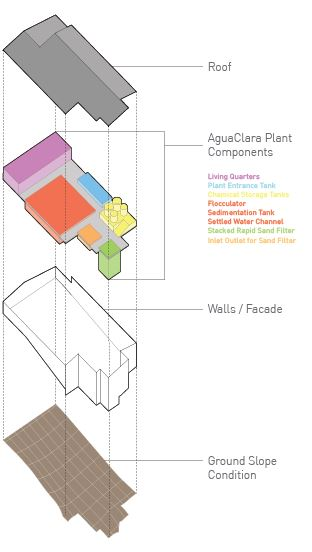 Roof
AguaClara Plant
Components
Living Quarters
Plant Entrance Tank
Chemical Storage Tanks
Flocculator
Sedimentation Tank
Settled Water Channel
Stacked Rapid Sand Filter
Inlet Outlet for Sand Filter
Walls / Facade
Ground Slope
Condition